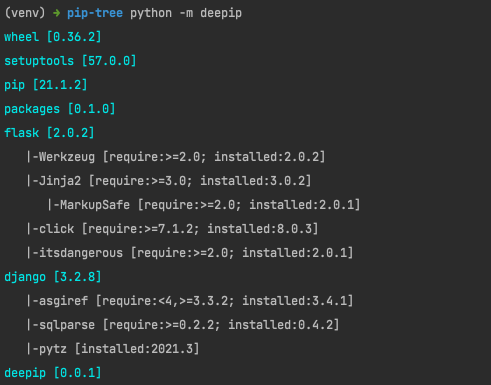 (venv) → pip-tree python -m deepip
wheel [0.36.2]
setuptools [57.0.0]
pip [21.1.2]
packages [0.1.0]
flask [2.0.2]
   |-Werkzeug [require:>=2.0; installed:2.0.2]
   |-Jinja2 [require:>=3.0; installed:3.0.2]
      |-MarkupSafe [require:>=2.0; installed:2.0.1]
   |-click [require:>=7.1.2; installed:8.0.3]
   |-itsdangerous [require:>=2.0; installed:2.0.1]
django [3.2.8]
   |-asgiref [require:<4,>=3.3.2; installed:3.4.1]
   |-sqlparse [require:>=0.2.2; installed:0.4.2]
   |-pytz [installed:2021.3]
deepip [0.0.1]